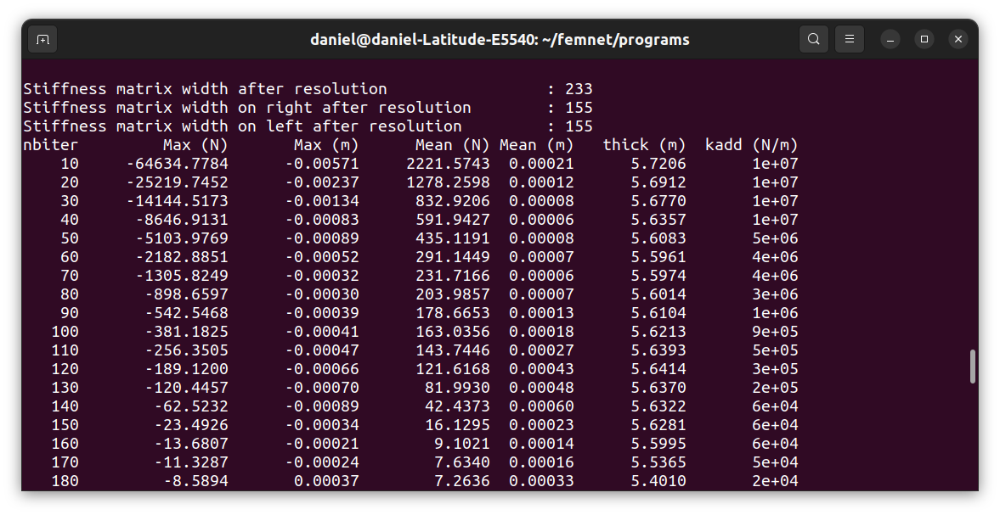 daniel@daniel-Latitude-E5540: ~/femnet/programs
Stiffness matrix width after resolution : 233
Stiffness matrix width on right after resolution : 155
Stiffness matrix width on left after resolution : 155
nbiter Max (N) Max (m) Mean (N) Mean (m) thick (m) kadd (N/m)
10 -64634.7784 -0.00571 2221.5743 0.00021 5.7206 1e+07
20 -25219.7452 -0.00237 1278.2598 0.00012 5.6912 1e+07
30 -14144.5173 -0.00134 832.9206 0.00008 5.6770 1e+07
40 -8646.9131 -0.00083 591.9427 0.00006 5.6357 1e+07
50 -5103.9769 -0.00089 435.1191 0.00008 5.6083 5e+06
60 -2182.8851 -0.00052 291.1449 0.00007 5.5961 4e+06
70 -1305.8249 -0.00032 231.7166 0.00006 5.5974 4e+06
80 -898.6597 -0.00030 203.9857 0.00007 5.6014 3e+06
90 -542.5468 -0.00039 178.6653 0.00013 5.6104 1e+06
100 -381.1825 -0.00041 163.0356 0.00018 5.6213 9e+05
110 -256.3505 -0.00047 143.7446 0.00027 5.6393 5e+05
120 -189.1200 -0.00066 121.6168 0.00043 5.6414 3e+05
130 -120.4457 -0.00070 81.9930 0.00048 5.6370 2e+05
140 -62.5232 -0.00089 42.4373 0.00060 5.6322 6e+04
150 -23.4926 -0.00034 16.1295 0.00023 5.6281 6e+04
160 -13.6807 -0.00021 9.1021 0.00014 5.5995 6e+04
170 -11.3287 -0.00024 7.6340 0.00016 5.5365 5e+04
180 -8.5894 0.00037 7.2636 0.00033 5.4010 2e+04